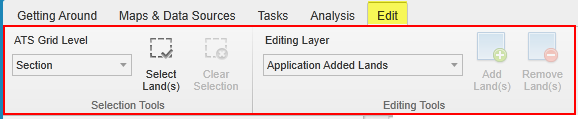 Getting Around Maps & Data Sources Tasks Analysis Edit
ATS Grid Level
Section
Select
Land(s)
Clear
Selection
Selection Tools
Editing Layer
Application Added Lands
Add
Land(s)
Remove
Land(s)
Editing Tools